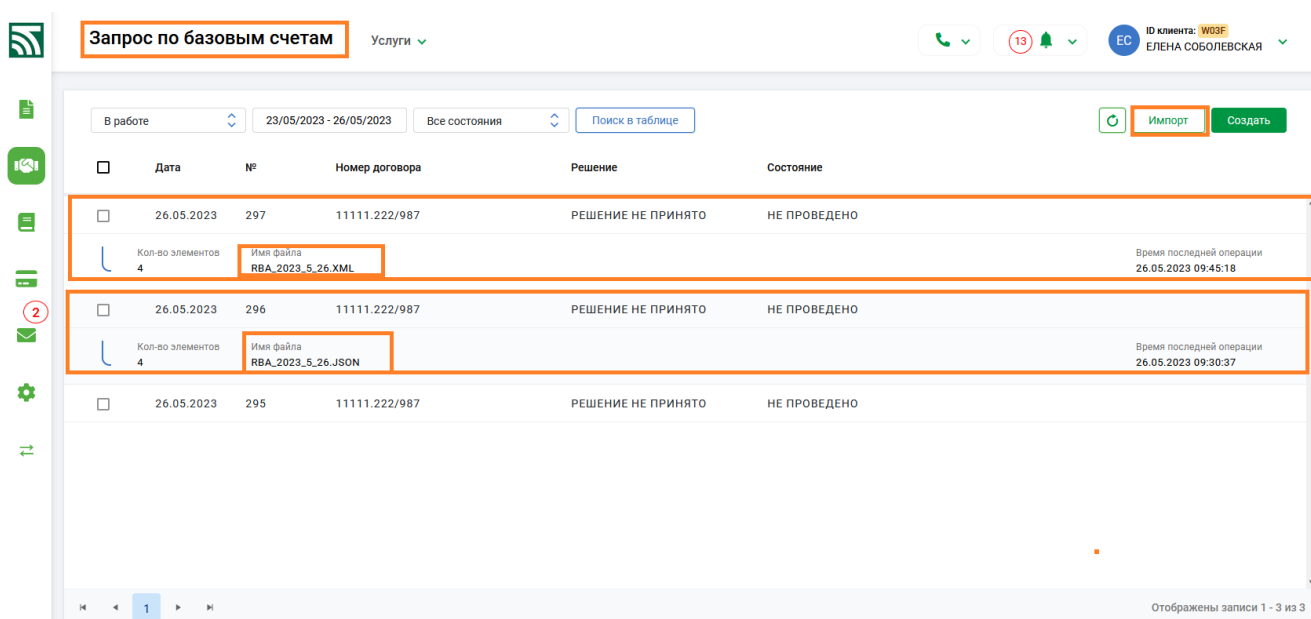 Запрос по базовым счетам
Услуги
13
ЕС
ID клиента: W03F
ЕЛЕНА СОБОЛЕВСКАЯ
В работе
23/05/2023 - 26/05/2023
Все состояния
Поиск в таблице
Импорт
Создать
Дата № Номер договора Решение Состояние
26.05.2023 297 11111.222/987 РЕШЕНИЕ НЕ ПРИНЯТО НЕ ПРОВЕДЕНО
Кол-во элементов Имя файла Время последней операции
4 RBA_2023_5_26.XML 26.05.2023 09:45:18
26.05.2023 296 11111.222/987 РЕШЕНИЕ НЕ ПРИНЯТО НЕ ПРОВЕДЕНО
2
Кол-во элементов Имя файла Время последней операции
4 RBA_2023_5_26.JSON 26.05.2023 09:30:37
26.05.2023 295 11111.222/987 РЕШЕНИЕ НЕ ПРИНЯТО НЕ ПРОВЕДЕНО
1
Отображены записи 1 - 3 из 3